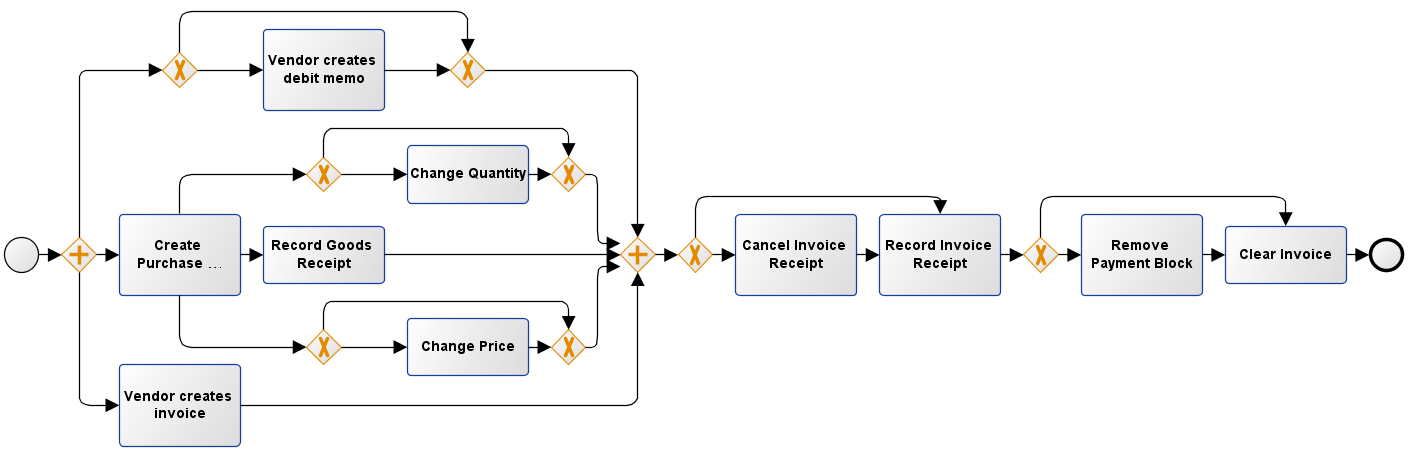 Vendor creates
debit memo
Change Quantity
Create
Purchase ...
Record Goods
Receipt
Change Price
Vendor creates
invoice
Cancel Invoice
Receipt
Record Invoice
Receipt
Remove
Payment Block
Clear Invoice